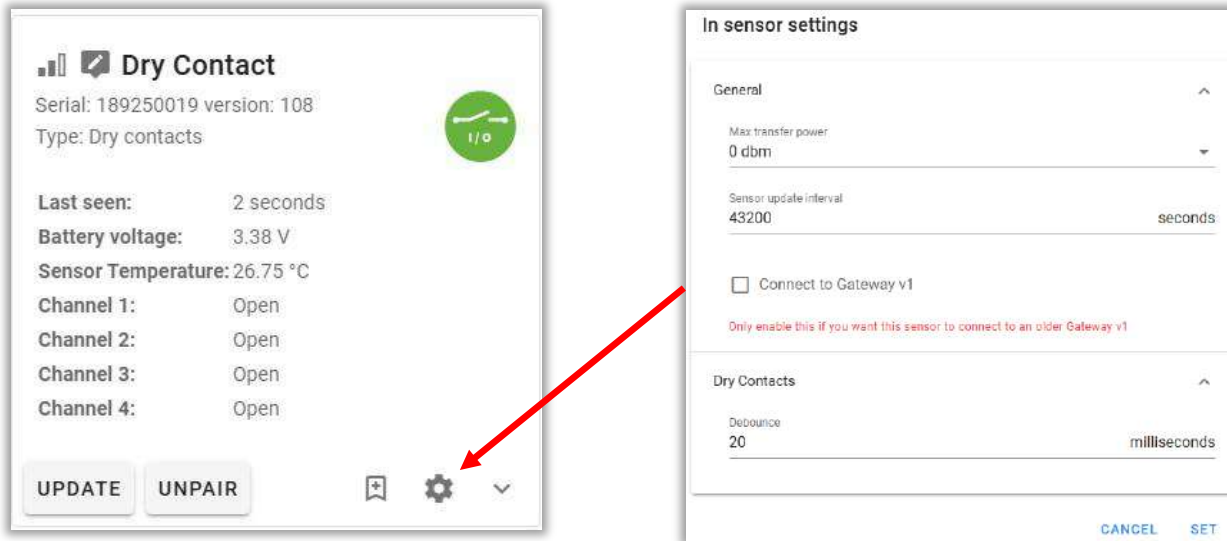 Dry Contact
Serial: 189250019 version: 108
Type: Dry contacts
I/O
Last seen: 2 seconds
Battery voltage: 3.38 V
Sensor Temperature: 26.75 °C
Channel 1: Open
Channel 2: Open
Channel 3: Open
Channel 4: Open
UPDATE UNPAIR
In sensor settings
General
Max transfer power
0 dbm
Sensor update interval
43200 seconds
Connect to Gateway v1
Only enable this if you want this sensor to connect to an older Gateway v1
Dry Contacts
Debounce
20 milliseconds
CANCEL SET